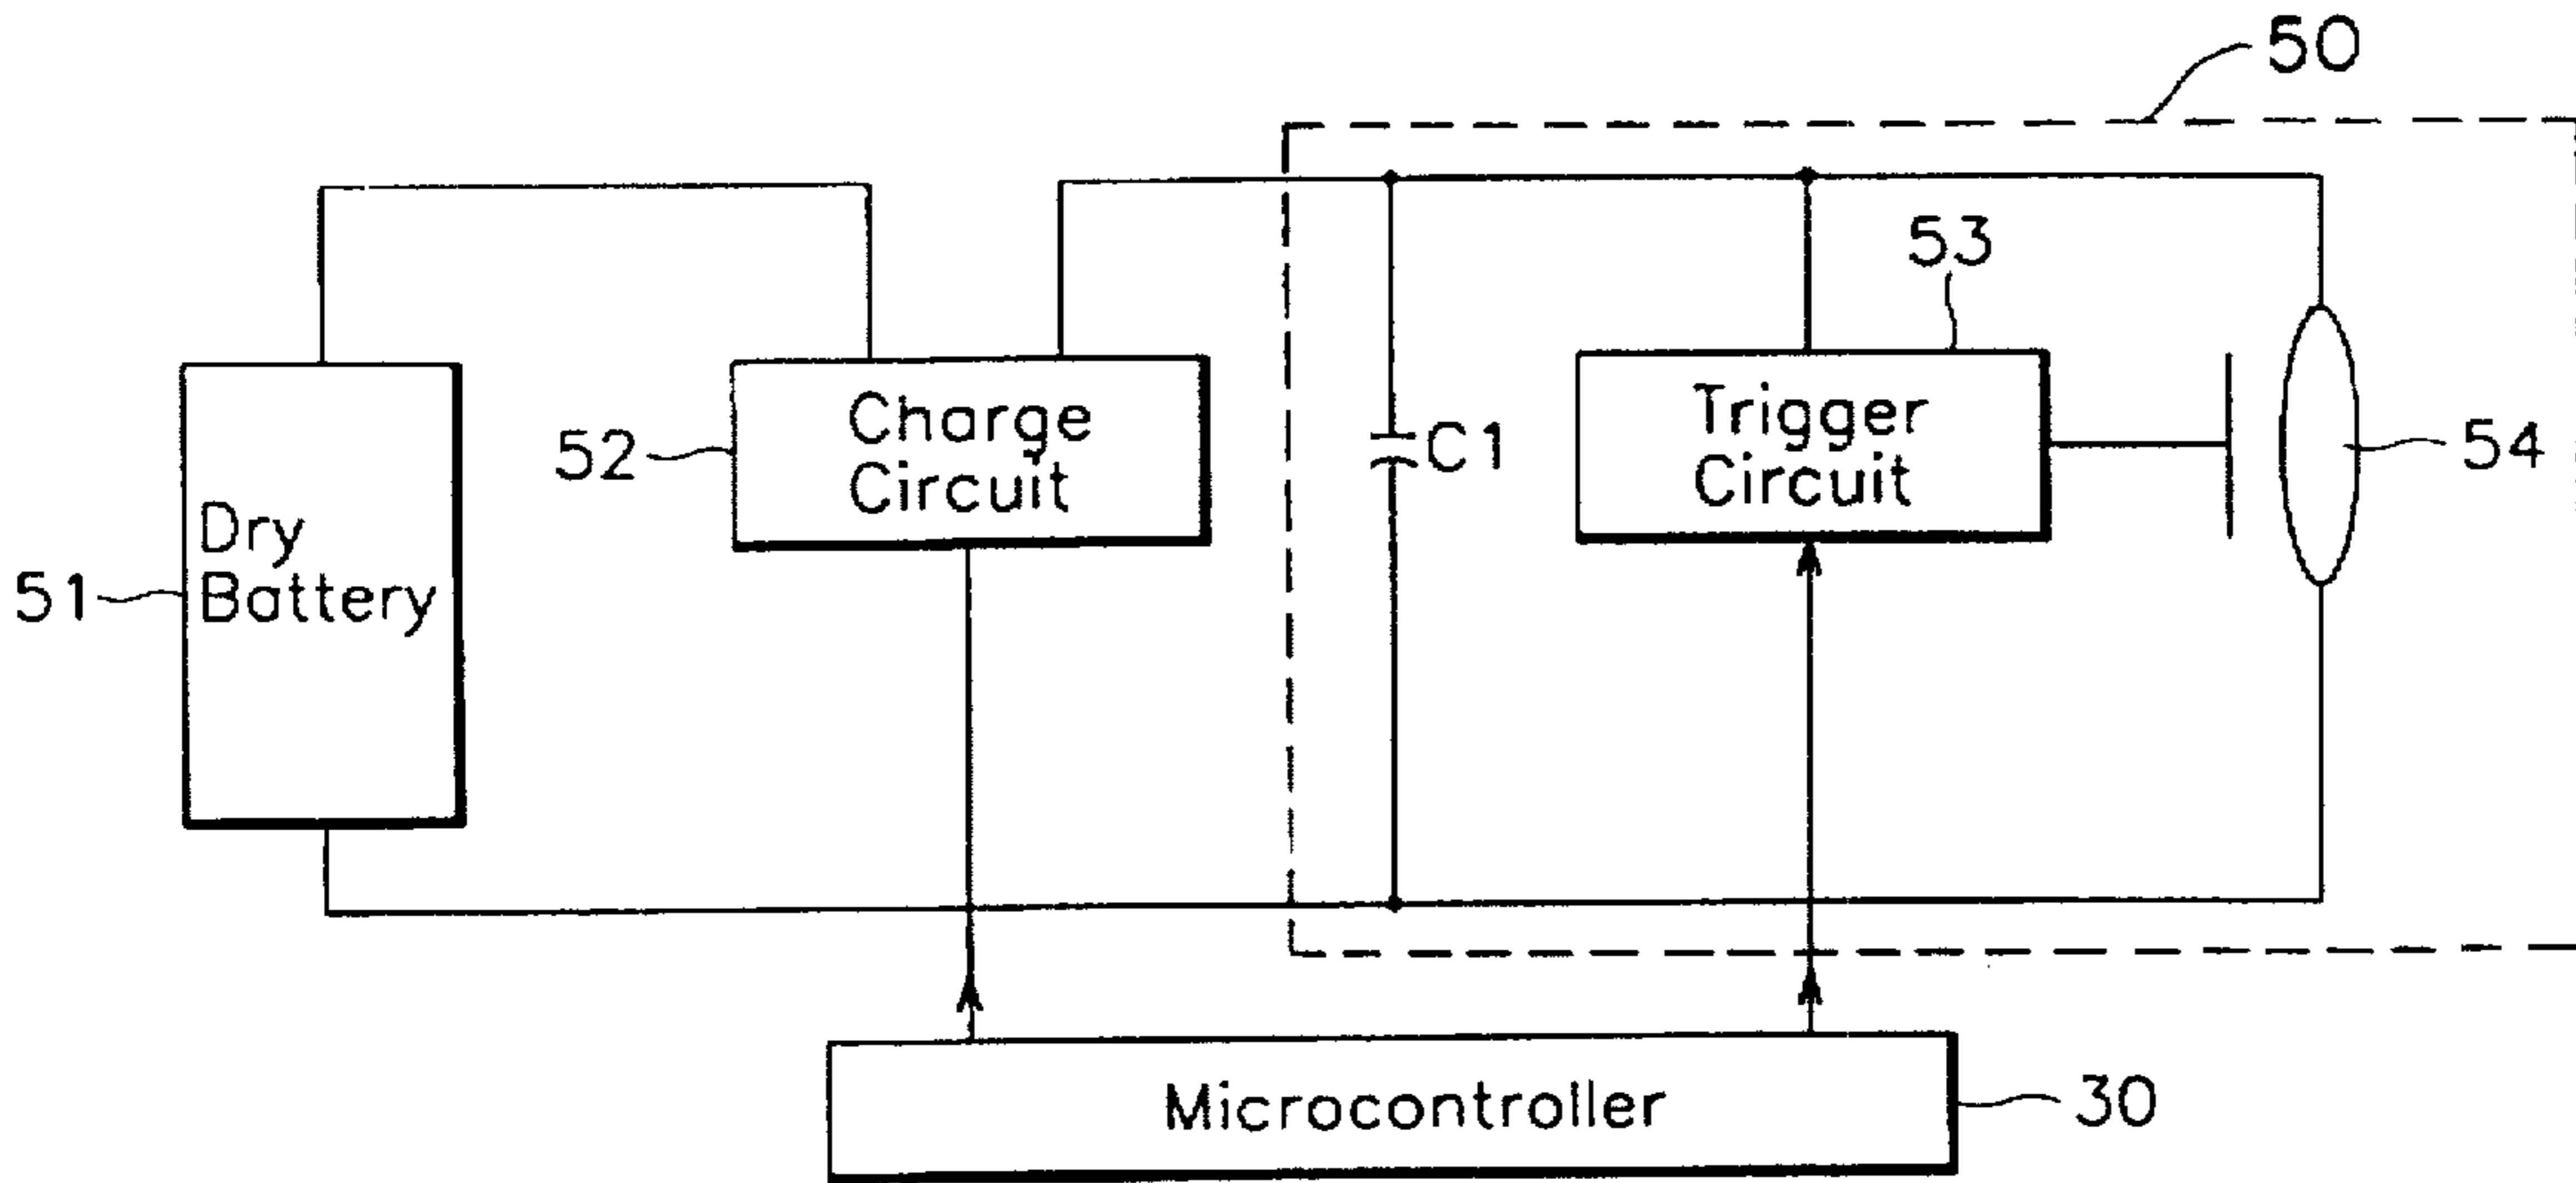 50
53
Charge
Circuit
52
C1
Trigger
Circuit
54
Dry
Battery
51
Microcontroller
30